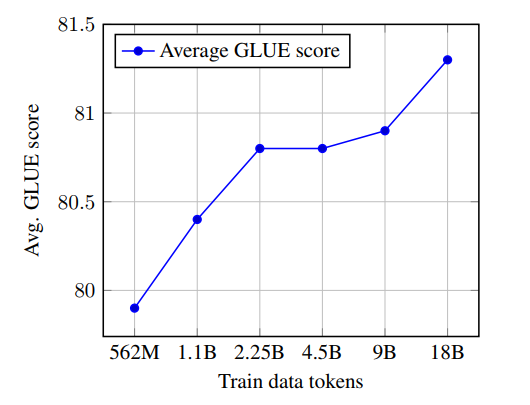 81.5
Average GLUE score
81
80.5
80
Avg. GLUE score
562M 1.1B 2.25B 4.5B 9B 18B
Train data tokens